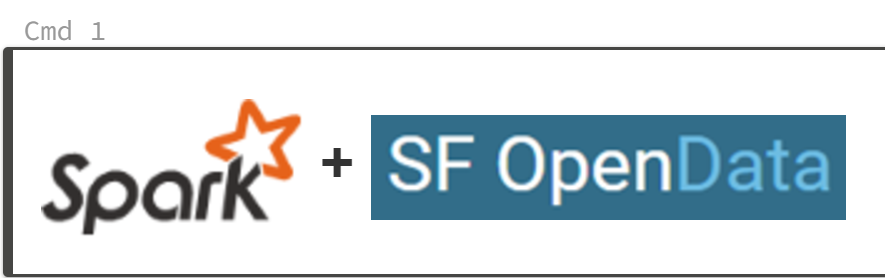 Cmd 1
Spark + SF OpenData